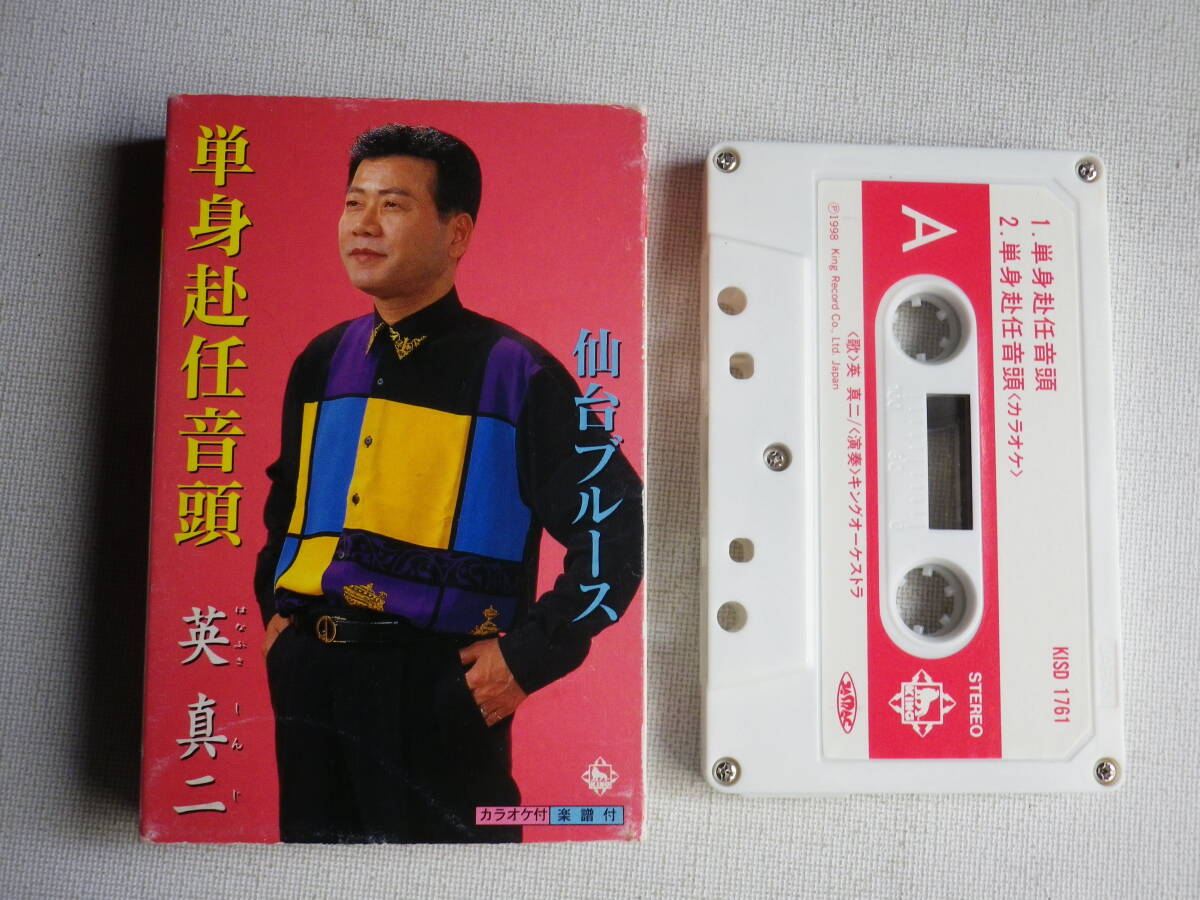 単身赴任音頭
英 真二
はなぶさ しんじ
仙台ブルース
KING
カラオケ付
楽譜付
A
1. 単身赴任音頭
2. 単身赴任音頭〈カラオケ〉
〈歌〉英 真二/〈演奏〉キングオーケストラ
℗1998 King Record Co., Ltd. Japan
KISD 1761
STEREO
KING
JASRAC